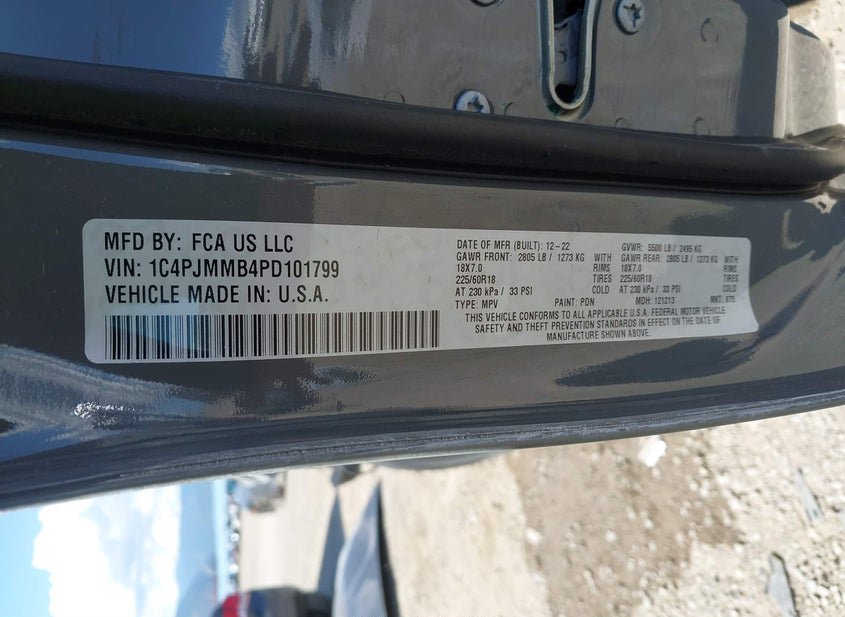 MFD BY: FCA US LLC
VIN: 1C4PJMMB4PD101799
VEHICLE MADE IN: U.S.A.
DATE OF MFR (BUILT): 12-22 GVWR: 5500 LB / 2495 KG
GAWR FRONT: 2805 LB / 1273 KG WITH GAWR REAR: 2805 LB / 1273 KG WITH
18X7.0 RIMS 18X7.0 RIMS
225/60R18 TIRES 225/60R18 TIRES
AT 230 kPa / 33 PSI COLD AT 230 kPa / 33 PSI COLD
TYPE: MPV PAINT: PDN MDH: 121213 MKT: 875
THIS VEHICLE CONFORMS TO ALL APPLICABLE U.S.A. FEDERAL MOTOR VEHICLE
SAFETY AND THEFT PREVENTION STANDARDS IN EFFECT ON THE DATE OF
MANUFACTURE SHOWN ABOVE.